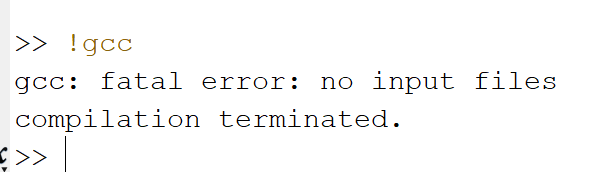 >> !gcc
gcc: fatal error: no input files
compilation terminated.
>>